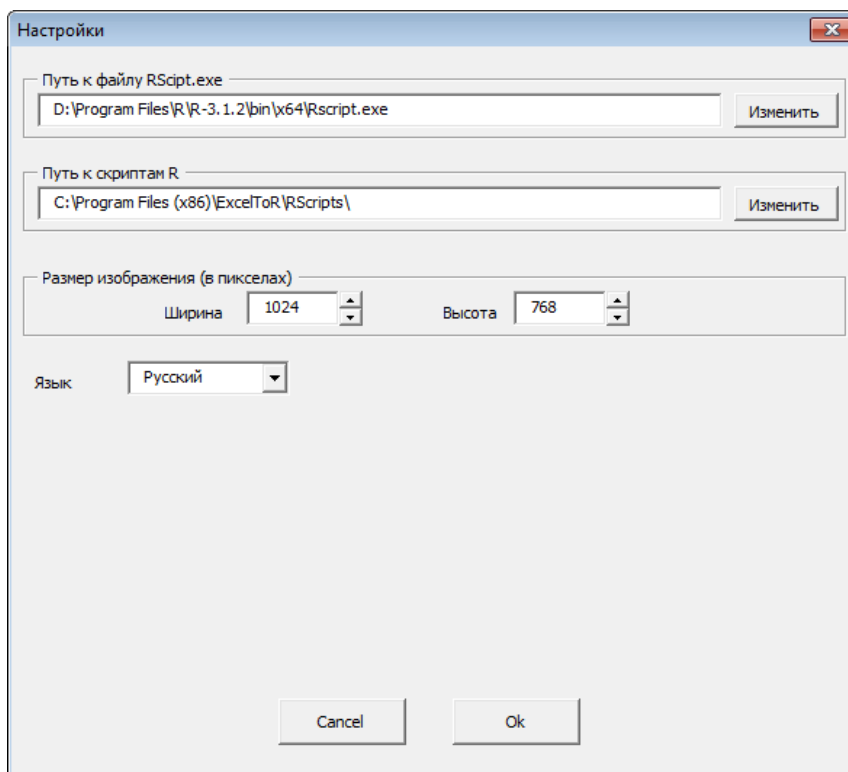 Настройки
Путь к файлу RScipt.exe
D:\Program Files\R\R-3.1.2\bin\x64\Rscript.exe
Изменить
Путь к скриптам R
C:\Program Files (x86)\ExcelToR\RScripts\
Изменить
Размер изображения (в пикселах)
Ширина 1024 Высота 768
Язык Русский
Cancel Ok